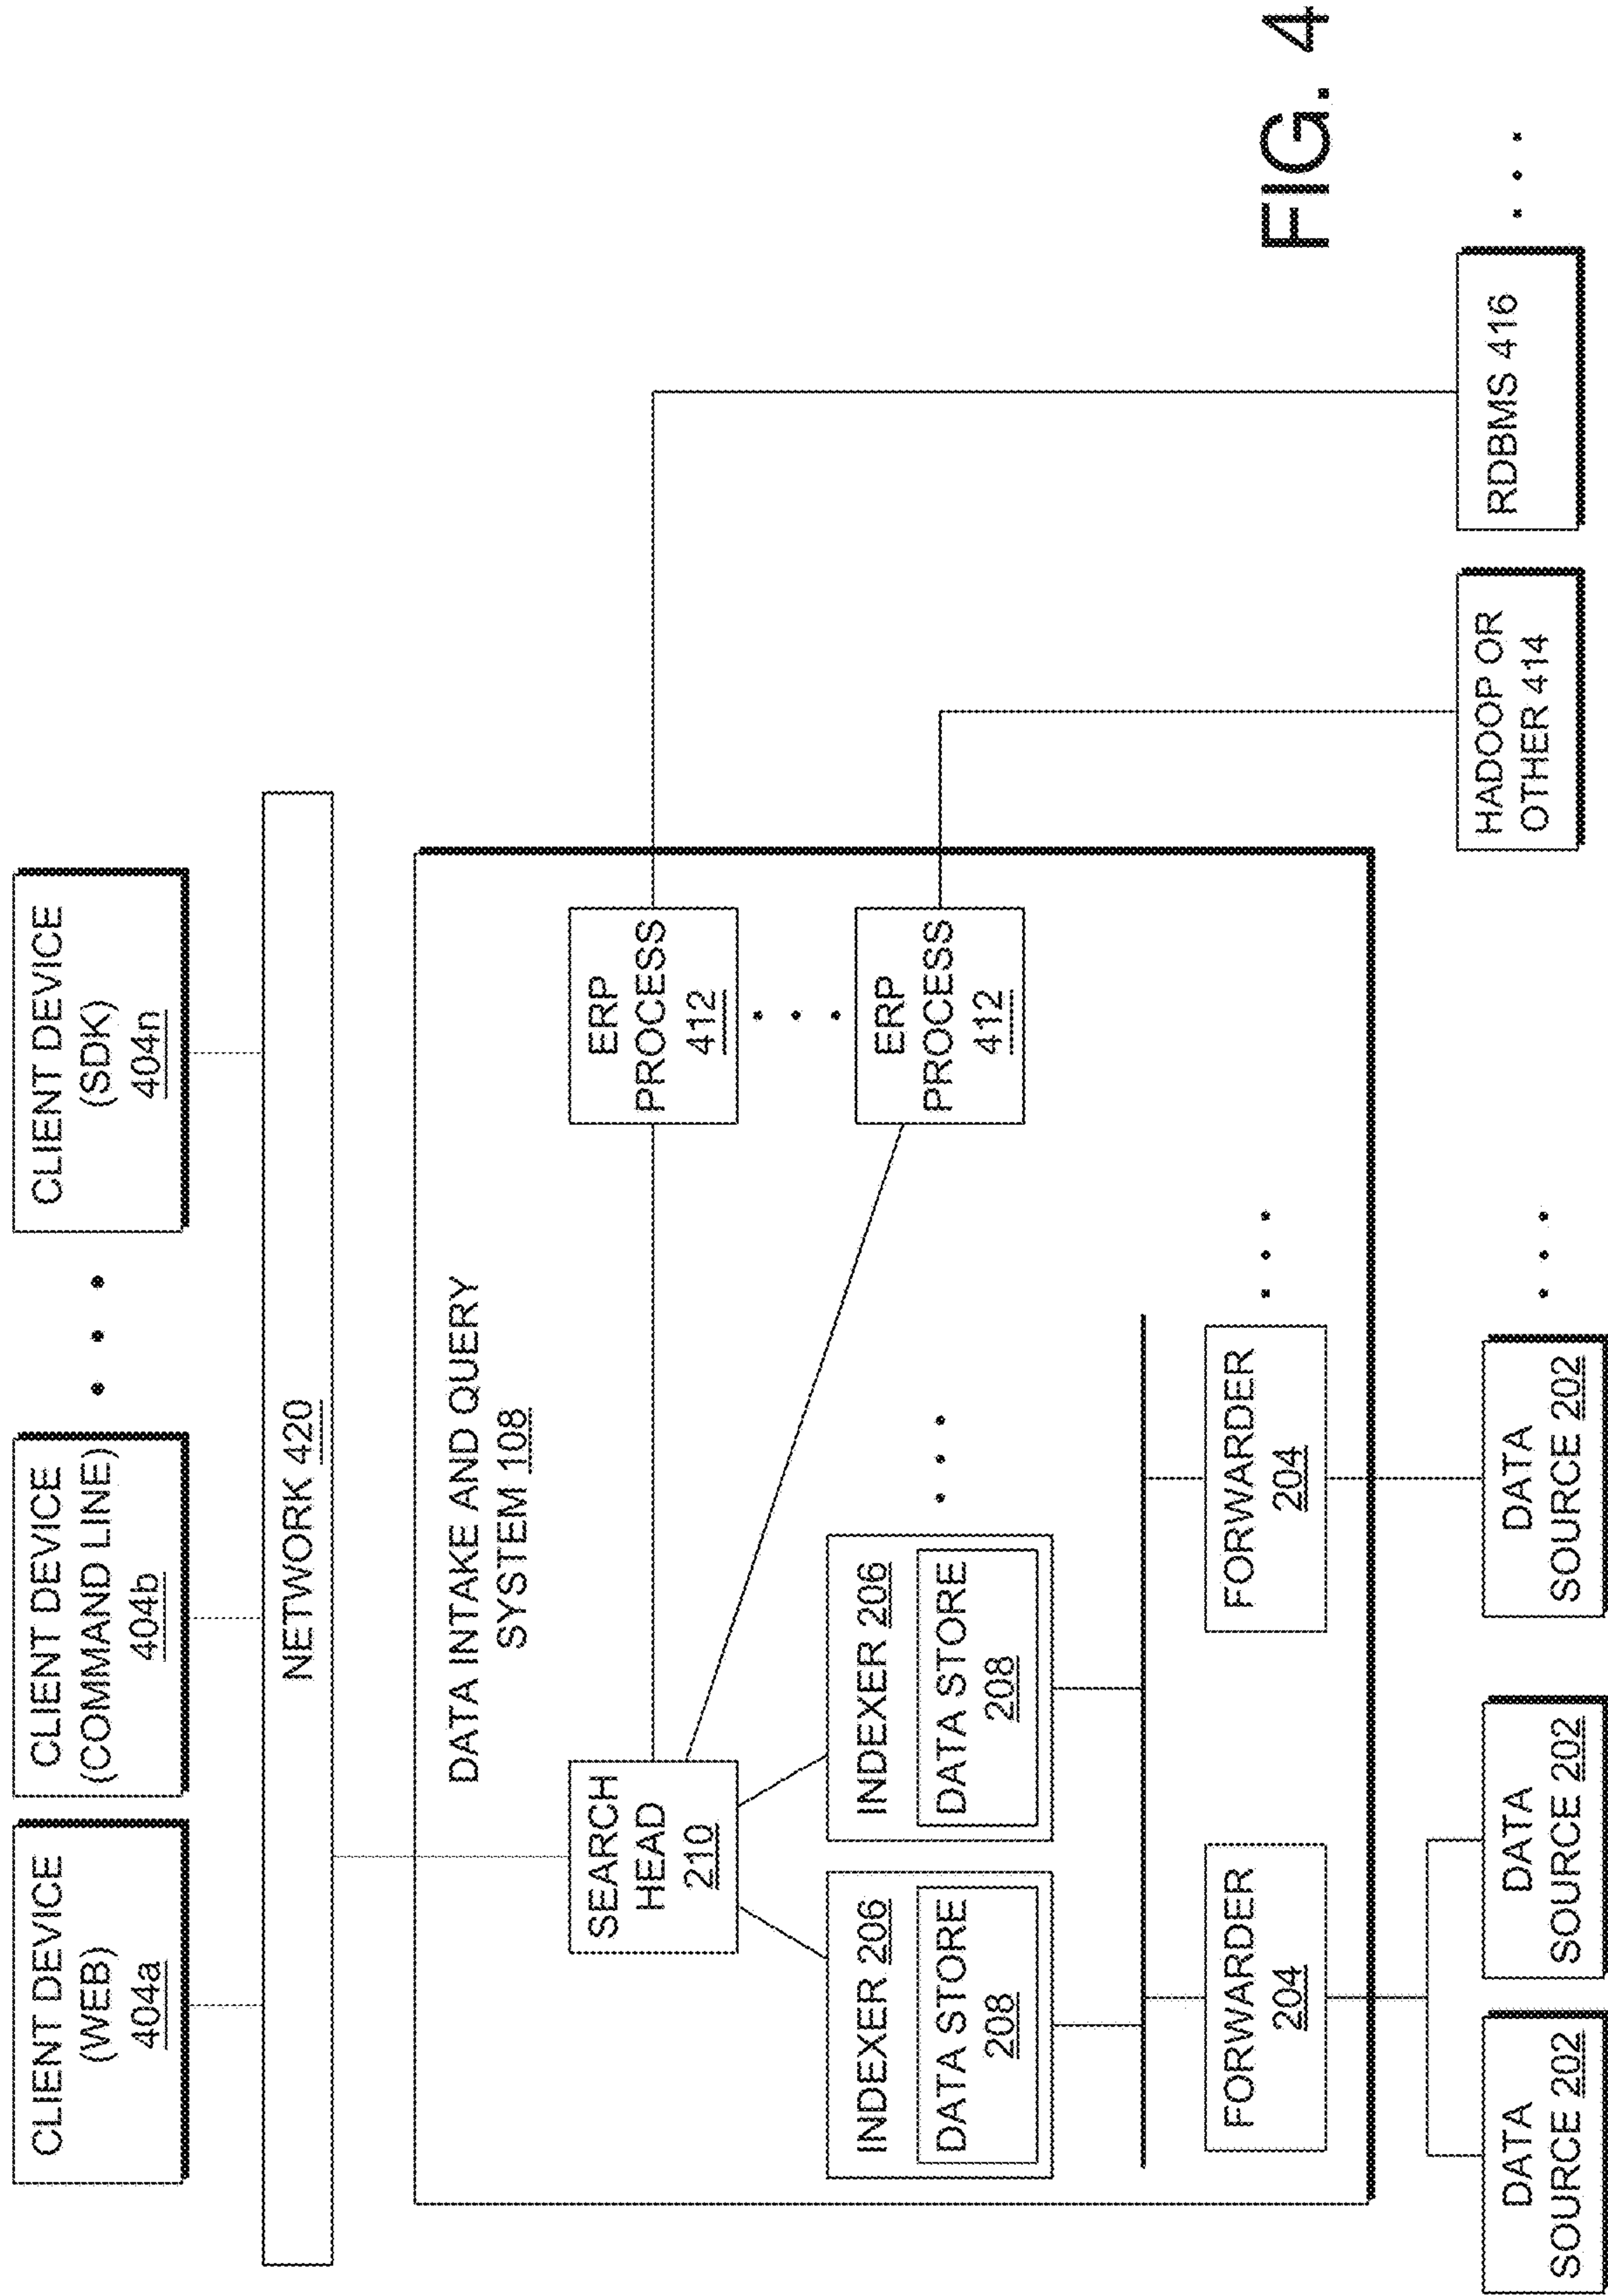 CLIENT DEVICE
(WEB)
404a
CLIENT DEVICE
(COMMAND LINE)
404b
CLIENT DEVICE
(SDK)
404n
NETWORK 420
DATA INTAKE AND QUERY
SYSTEM 108
SEARCH
HEAD
210
ERP
PROCESS
412
INDEXER 206
DATA STORE
208
INDEXER 206
DATA STORE
208
ERP
PROCESS
412
FORWARDER
204
FORWARDER
204
DATA
SOURCE 202
DATA
SOURCE 202
DATA
SOURCE 202
HADOOP OR
OTHER 414
RDBMS 416
FIG. 4